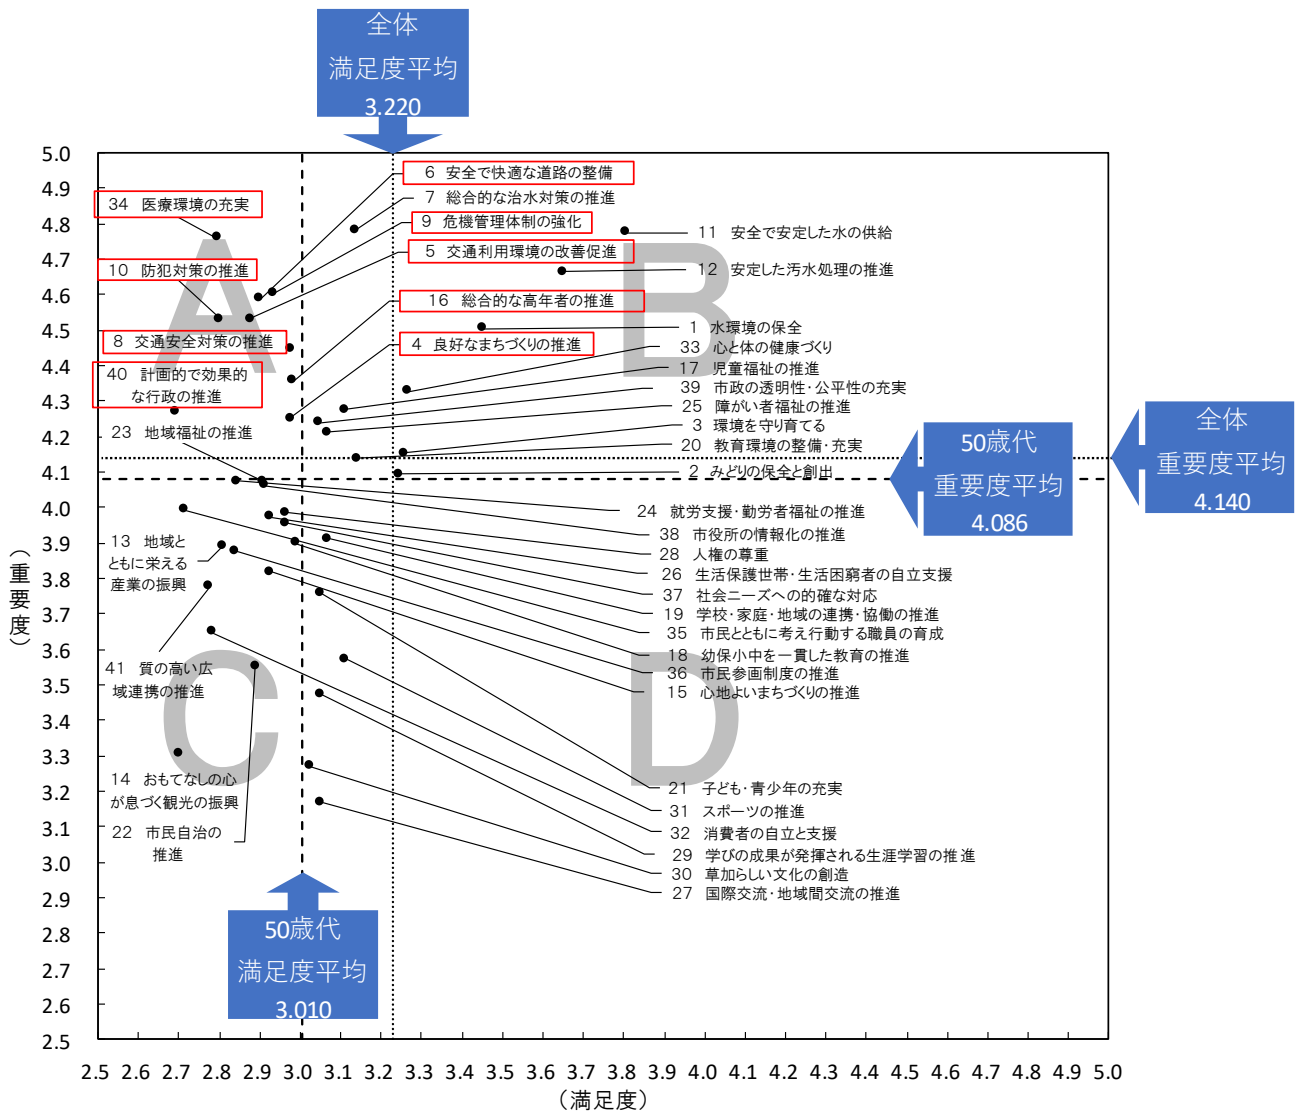 全体
満足度平均
3.220
5.0
4.9
4.8
4.7
4.6
4.5
4.4
4.3
4.2
4.1
4.0
3.9
3.8
3.7
3.6
3.5
3.4
3.3
3.2
3.1
3.0
2.9
2.8
2.7
2.6
2.5
（重要度）
A
B
C
D
6 安全で快適な道路の整備
7 総合的な治水対策の推進
34 医療環境の充実
9 危機管理体制の強化
11 安全で安定した水の供給
5 交通利用環境の改善促進
10 防犯対策の推進
12 安定した汚水処理の推進
16 総合的な高年者の推進
1 水環境の保全
8 交通安全対策の推進
4 良好なまちづくりの推進
33 心と体の健康づくり
17 児童福祉の推進
40 計画的で効果的
な行政の推進
39 市政の透明性・公平性の充実
25 障がい者福祉の推進
3 環境を守り育てる
23 地域福祉の推進
20 教育環境の整備・充実
2 みどりの保全と創出
50歳代
重要度平均
4.086
全体
重要度平均
4.140
24 就労支援・勤労者福祉の推進
38 市役所の情報化の推進
28 人権の尊重
26 生活保護世帯・生活困窮者の自立支援
37 社会ニーズへの的確な対応
19 学校・家庭・地域の連携・協働の推進
35 市民とともに考え行動する職員の育成
18 幼保小中を一貫した教育の推進
36 市民参画制度の推進
15 心地よいまちづくりの推進
13 地域と
ともに栄える
産業の振興
41 質の高い広
域連携の推進
14 おもてなしの心
が息づく観光の振興
22 市民自治の
推進
21 子ども・青少年の充実
31 スポーツの推進
32 消費者の自立と支援
29 学びの成果が発揮される生涯学習の推進
30 草加らしい文化の創造
27 国際交流・地域間交流の推進
50歳代
満足度平均
3.010
2.5 2.6 2.7 2.8 2.9 3.0 3.1 3.2 3.3 3.4 3.5 3.6 3.7 3.8 3.9 4.0 4.1 4.2 4.3 4.4 4.5 4.6 4.7 4.8 4.9 5.0
（満足度）